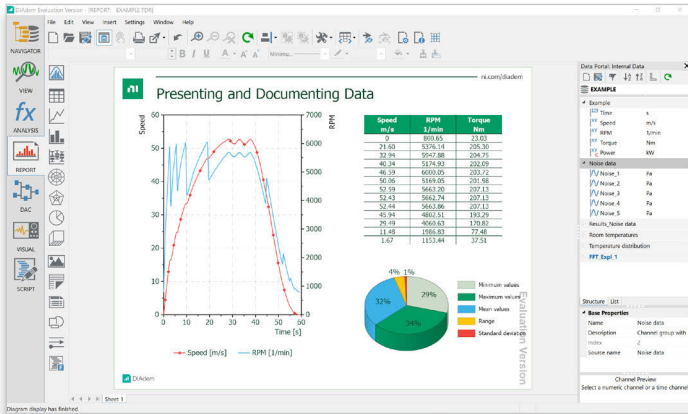 DIAdem Evaluation Version - [REPORT: EXAMPLE.TDR]
File Edit View Insert Settings Window Help
NAVIGATOR
VIEW
ANALYSIS
REPORT
DAC
VISUAL
SCRIPT
B I U A A A Minimu...
ni.com/diadem
ni
Presenting and Documenting Data
Speed
RPM
60 50 40 30 20 10 0
7000 6000 5000 4000 3000 2000 1000 0
0 10 20 30 40 50 60
Time [s]
Speed [m/s] RPM [1/min]
Speed RPM Torque
m/s 1/min Nm
0 800.65 23.03
21.60 5376.14 205.30
32.94 5947.88 204.75
40.34 5174.93 202.09
46.59 6000.05 203.72
50.06 5169.05 201.98
52.59 5663.20 207.13
52.43 5662.74 207.13
52.44 5663.86 207.13
45.94 4802.51 193.29
29.49 4060.63 170.82
11.48 1986.83 77.48
1.67 1153.44 37.51
4% 1%
29%
32%
34%
Minimum values
Maximum values
Mean values
Range
Standard deviation
Evaluation Version
DIAdem
Sheet 1
Diagram display has finished.
Data Portal: Internal Data
EXAMPLE
Example
Time s
Speed m/s
RPM 1/min
Torque Nm
Power kW
Noise data
Noise_1 Pa
Noise_2 Pa
Noise_3 Pa
Noise_4 Pa
Noise_5 Pa
Results_Noise data
Room temperatures
Temperature distribution
FFT_Expl_1
Structure List
Base Properties
Name Noise data
Description Channel group with
Index 2
Source name Noise data
Channel Preview
Select a numeric channel or a time channel